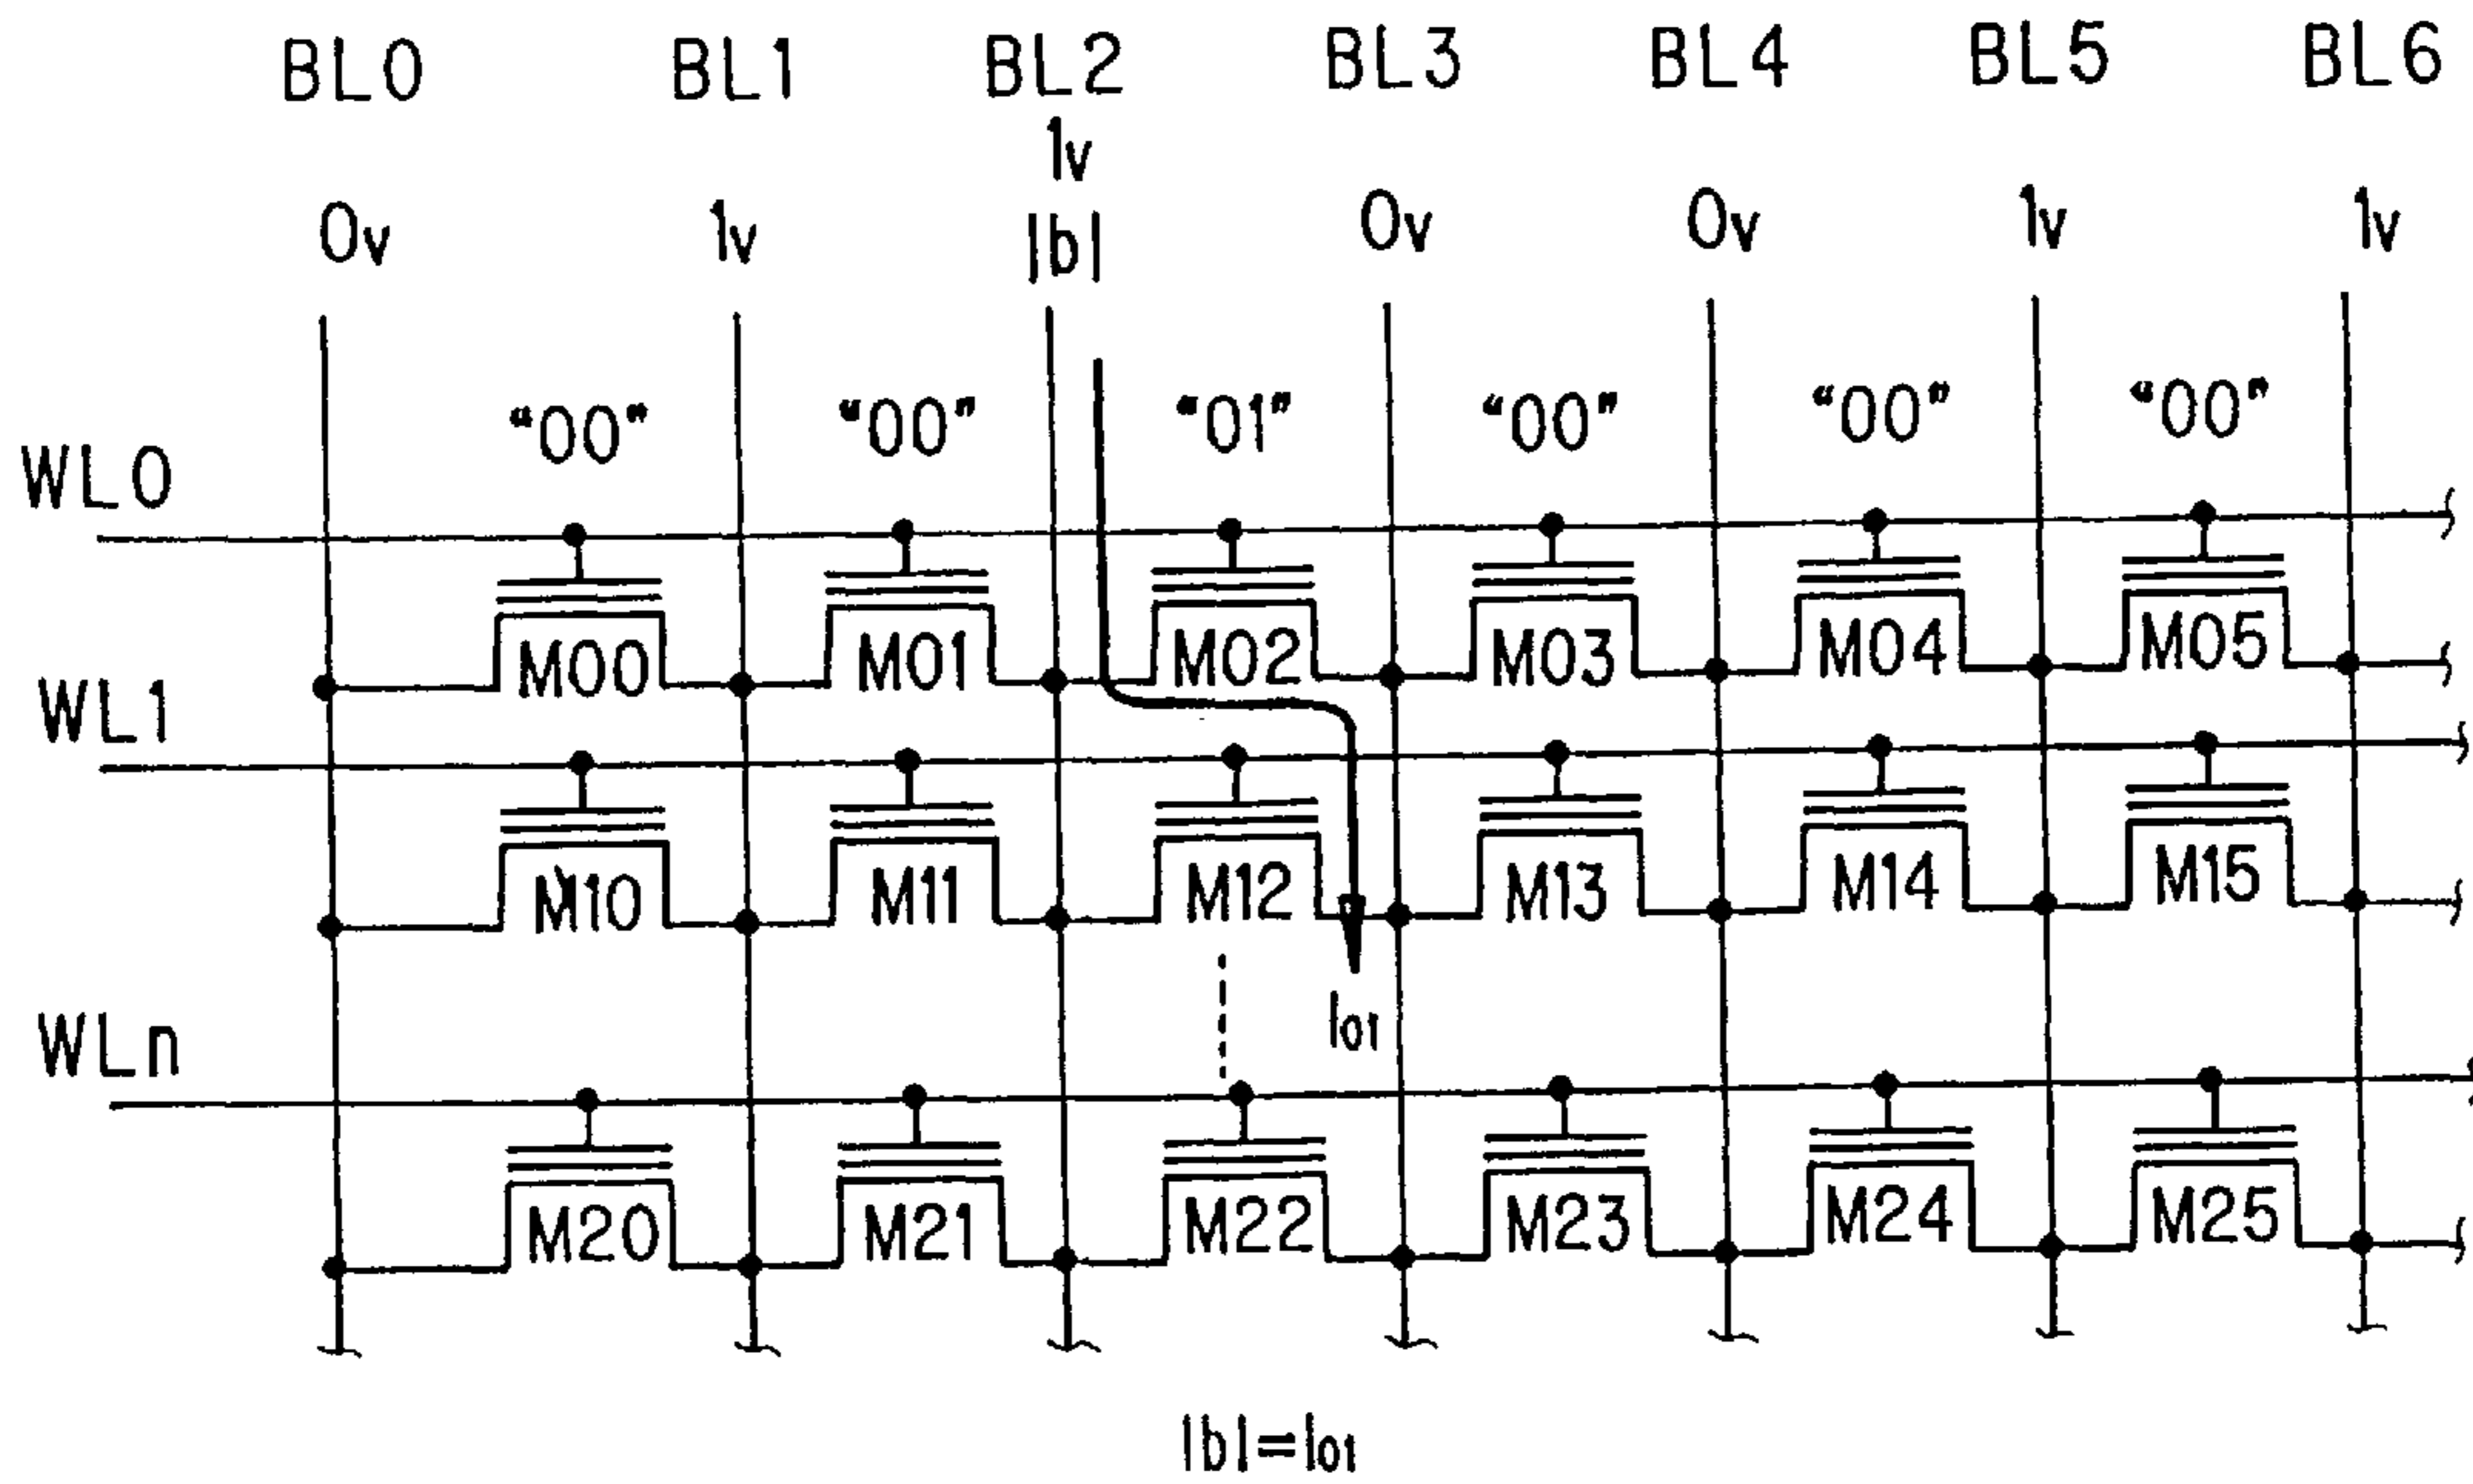 BL0 BL1 BL2 BL3 BL4 BL5 BL6
1v
0v 1v Ibl 0v 0v 1v 1v
“00” “00” “01” “00” “00” “00”
WL0
M00 M01 M02 M03 M04 M05
WL1
M10 M11 M12 M13 M14 M15
I01
WLn
M20 M21 M22 M23 M24 M25
Ibl=I01